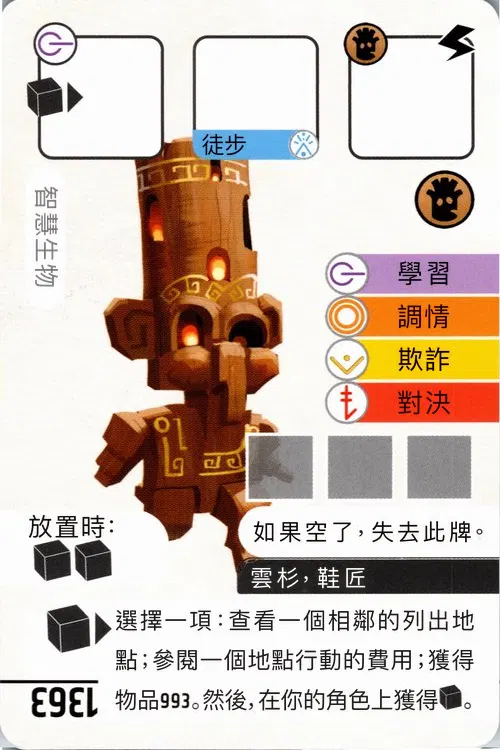 徒步
智慧生物
學習
調情
欺詐
對決
放置時：
如果空了，失去此牌。
雲杉，鞋匠
選擇一項：查看一個相鄰的列出地
點；參閱一個地點行動的費用；獲得
物品993。然後，在你的角色上獲得。
1363